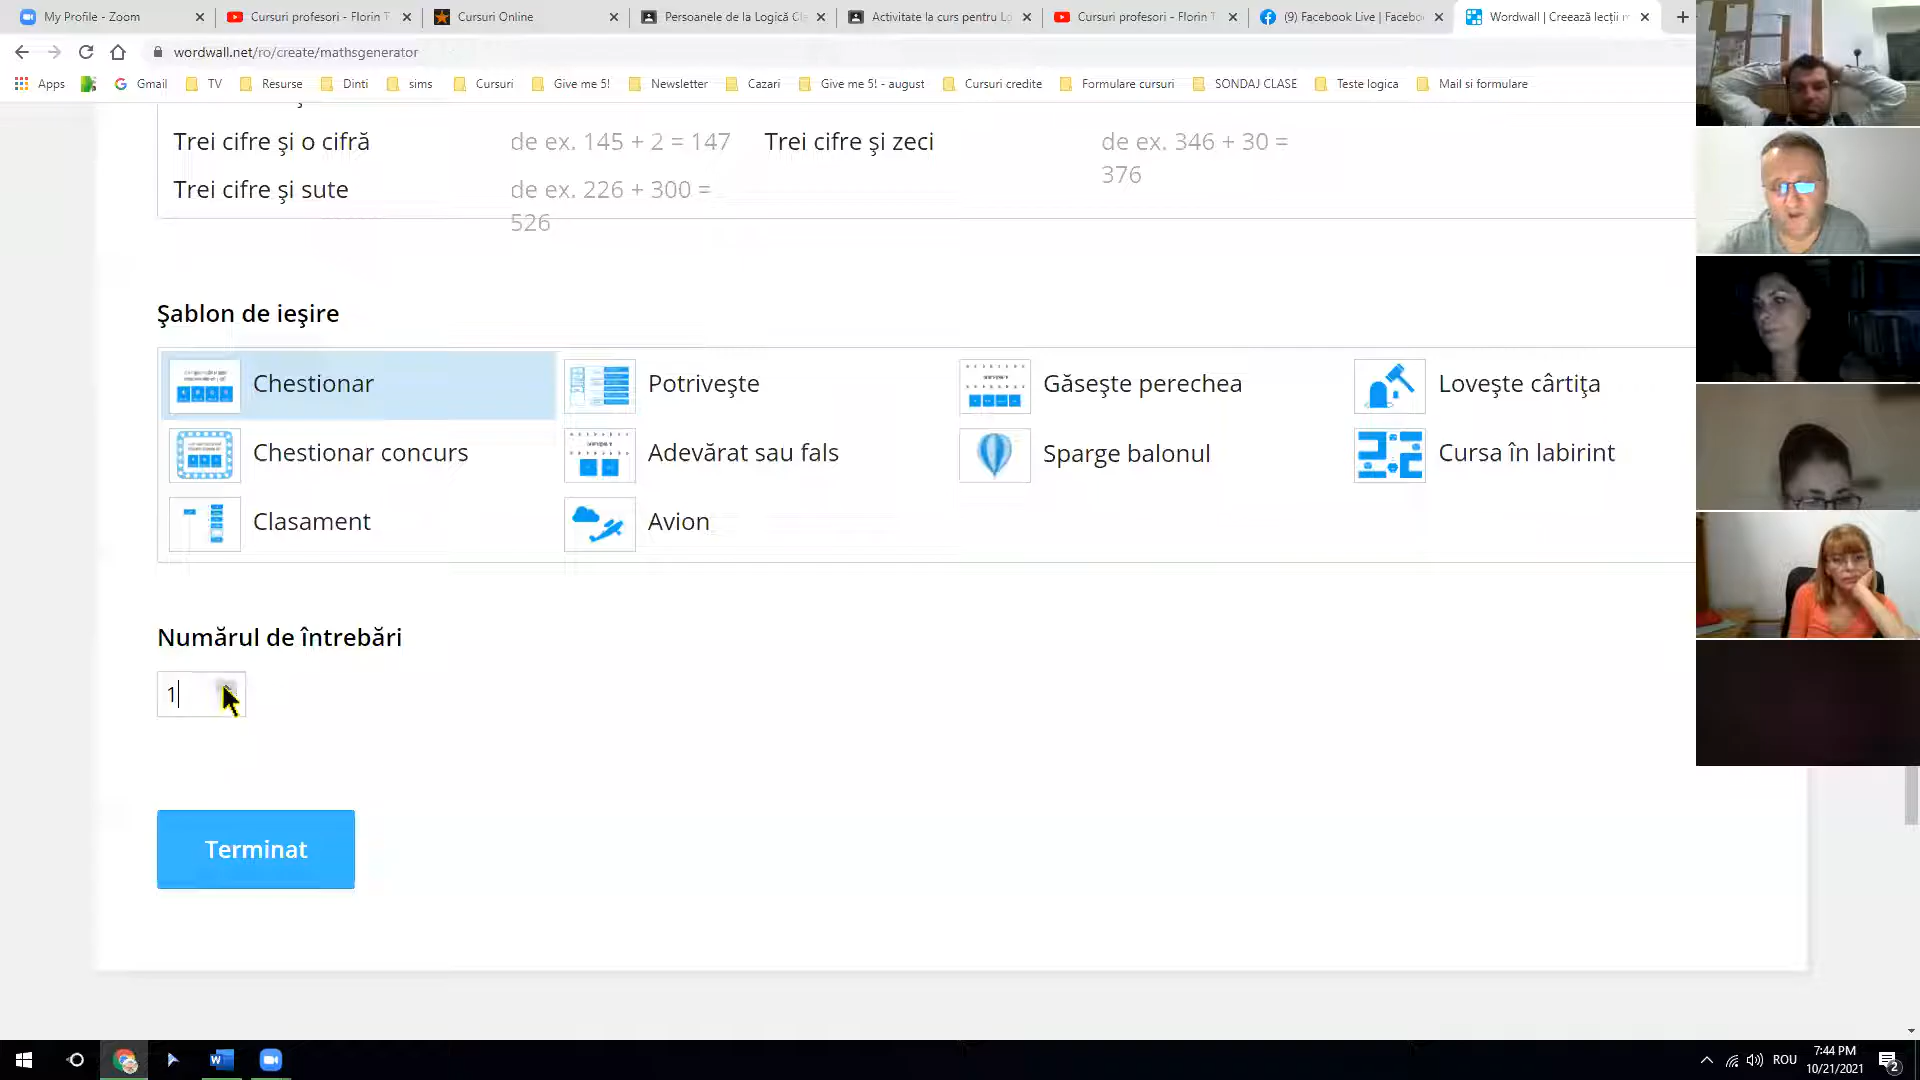 My Profile - Zoom
Cursuri profesori - Florin T
Cursuri Online
Persoanele de la Logică Cl
Activitate la curs pentru Lo
Cursuri profesori - Florin T
(9) Facebook Live | Facebo
Wordwall | Creează lecții m
wordwall.net/ro/create/mathsgenerator
Apps
Gmail
TV
Resurse
Dinti
sims
Cursuri
Give me 5!
Newsletter
Cazari
Give me 5! - august
Cursuri credite
Formulare cursuri
SONDAJ CLASE
Teste logica
Mail si formulare
Trei cifre şi o cifră
de ex. 145 + 2 = 147
Trei cifre şi zeci
de ex. 346 + 30 =
376
Trei cifre şi sute
de ex. 226 + 300 =
526
Şablon de ieşire
Chestionar
Potriveşte
Găseşte perechea
Loveşte cârtiţa
Chestionar concurs
Adevărat sau fals
Sparge balonul
Cursa în labirint
Clasament
Avion
Numărul de întrebări
1
Terminat
ROU
7:44 PM
10/21/2021
2